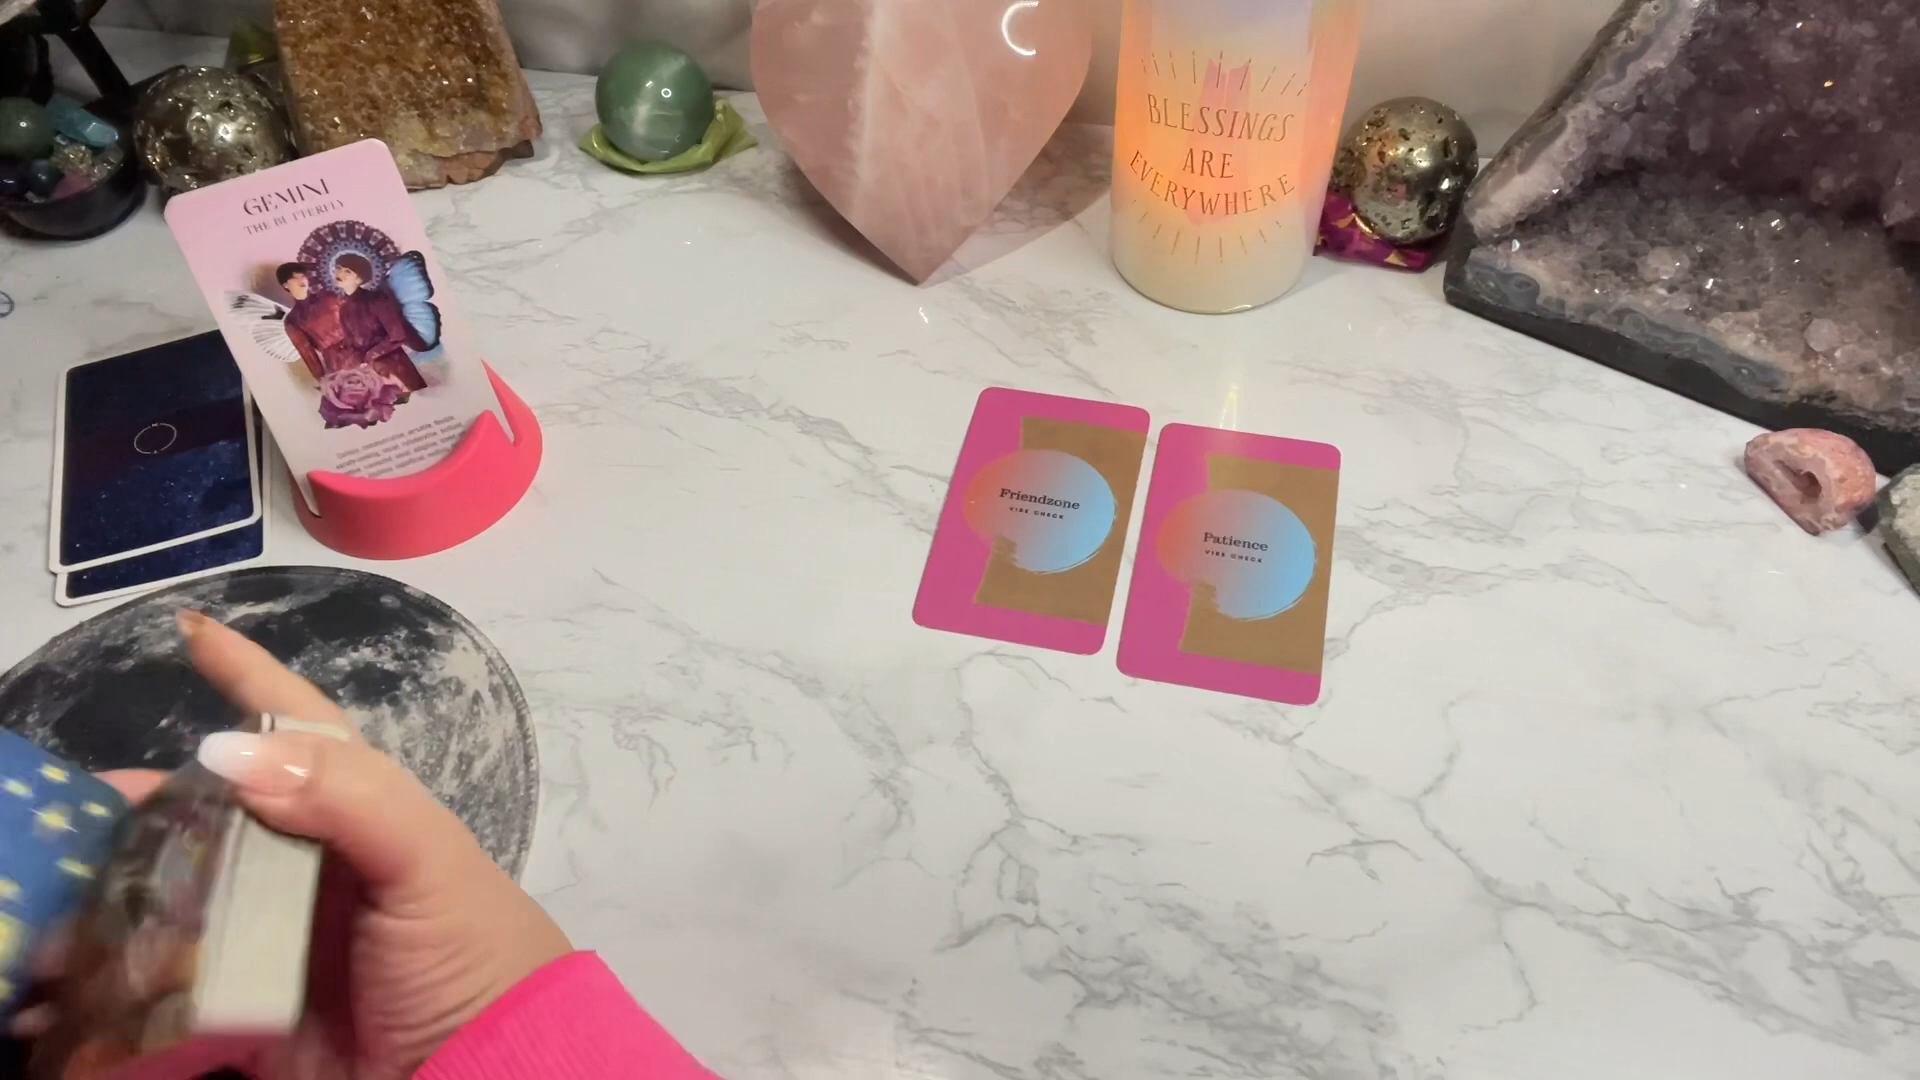 GEMINI
THE BUTTERFLY
BLESSINGS
ARE
EVERYWHERE
Friendzone
VIBE CHECK
Patience
VIBE CHECK